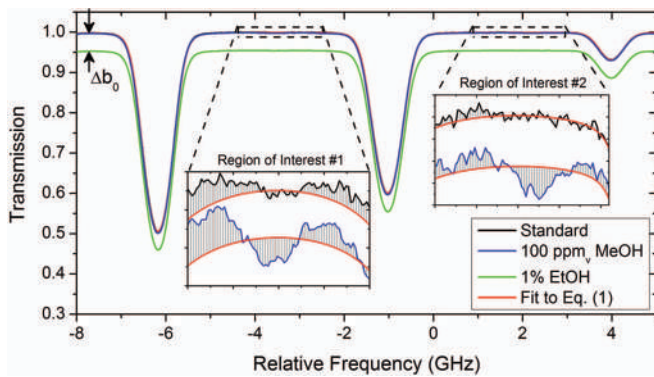 1.0
0.9
0.8
0.7
0.6
0.5
0.4
0.3
Transmission
Δb₀
Region of Interest #1
Region of Interest #2
Standard
100 ppmᵥ MeOH
1% EtOH
Fit to Eq. (1)
-8 -6 -4 -2 0 2 4 6
Relative Frequency (GHz)